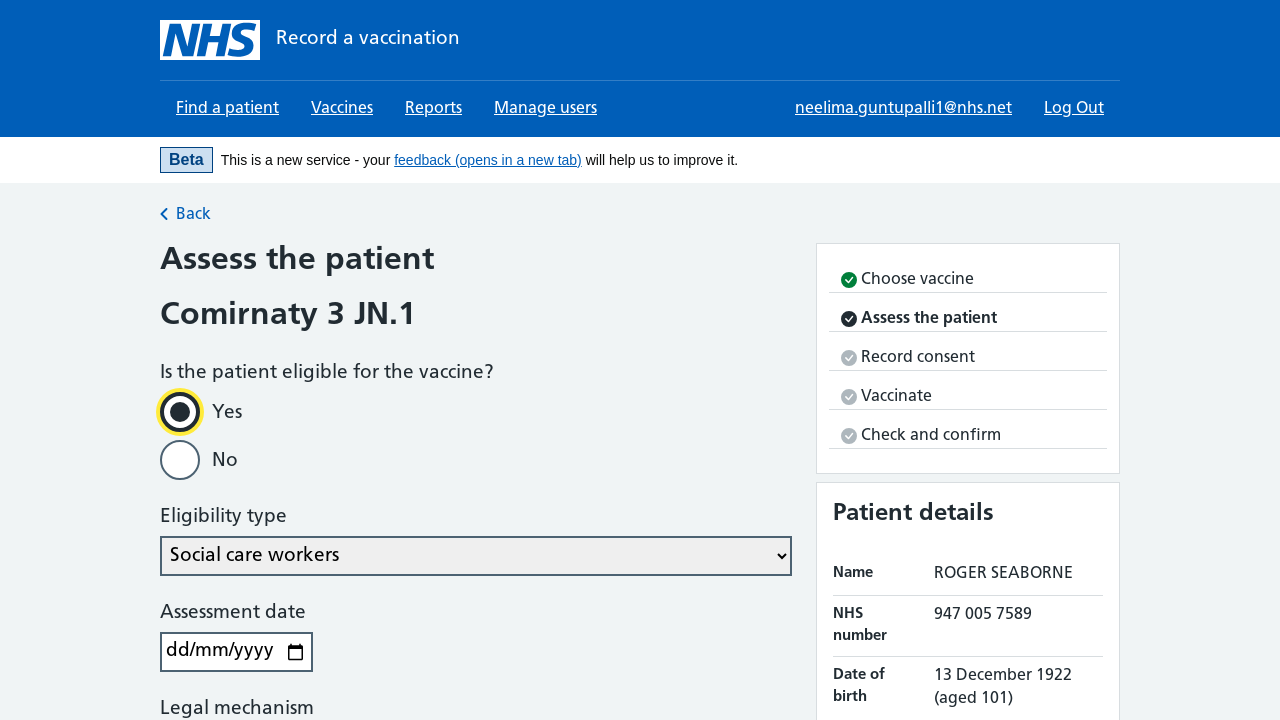 NHS Record a vaccination
Find a patient Vaccines Reports Manage users neelima.guntupalli1@nhs.net Log Out
Beta This is a new service - your feedback (opens in a new tab) will help us to improve it.
Back
Assess the patient
Comirnaty 3 JN.1
Is the patient eligible for the vaccine?
Yes
No
Eligibility type
Social care workers
Assessment date
dd/mm/yyyy
Legal mechanism
Choose vaccine
Assess the patient
Record consent
Vaccinate
Check and confirm
Patient details
Name ROGER SEABORNE
NHS number 947 005 7589
Date of birth 13 December 1922 (aged 101)